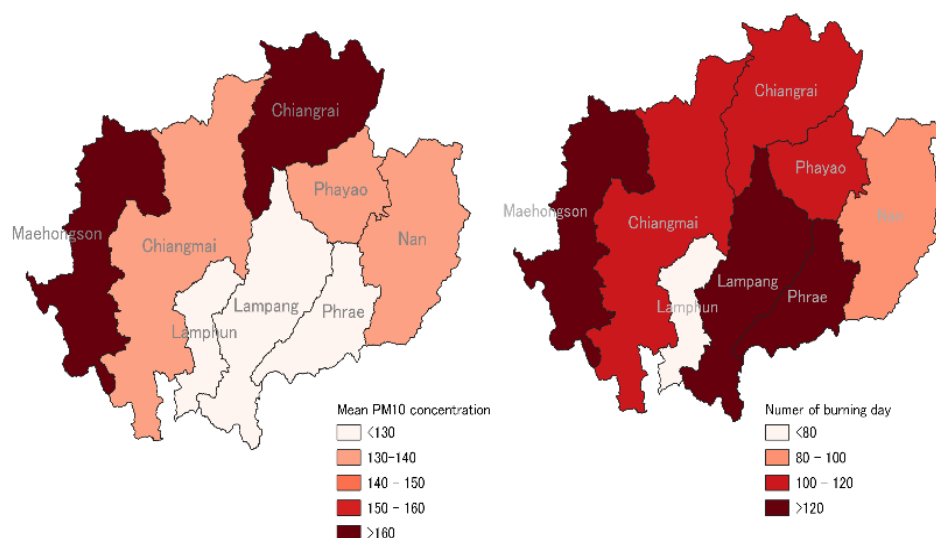 Chiangrai
Phayao
Maehongson
Chiangmai
Nan
Lampang
Phrae
Lamphun
Mean PM10 concentration
<130
130-140
140 - 150
150 - 160
>160
Chiangrai
Phayao
Maehongson
Nan
Chiangmai
Lampang
Phrae
Lamphun
Numer of burning day
<80
80 - 100
100 - 120
>120